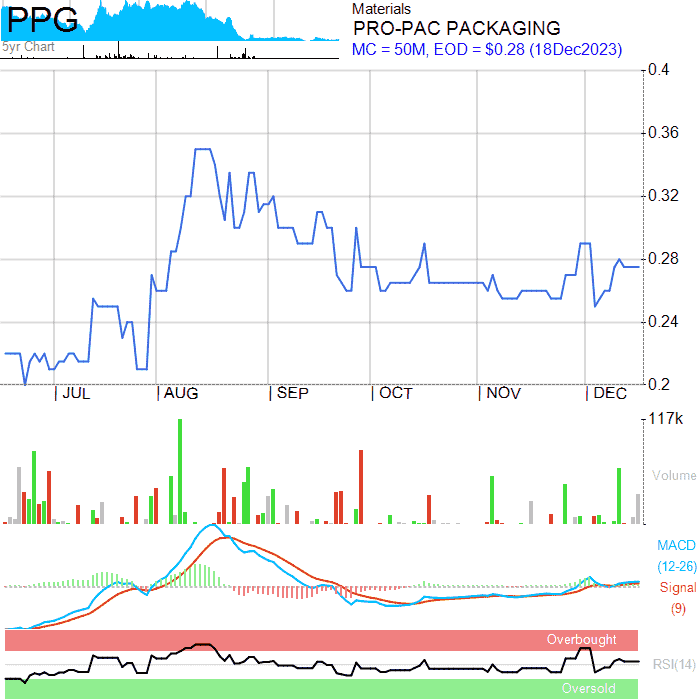 PPG
5yr Chart
Materials
PRO-PAC PACKAGING
MC = 50M, EOD = $0.28 (18Dec2023)
0.4
0.36
0.32
0.28
0.24
0.2
JUL AUG SEP OCT NOV DEC
117k
Volume
MACD
(12-26)
Signal
(9)
Overbought
RSI(14)
Oversold